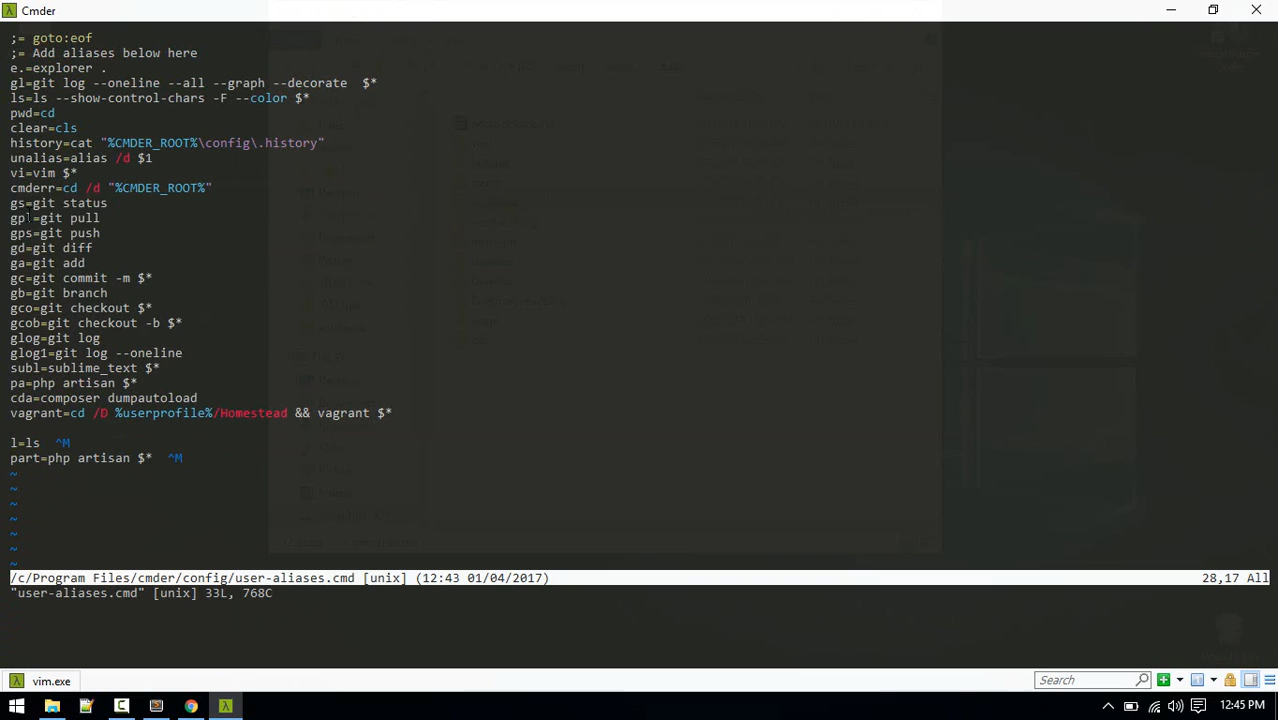 Cmder
;= goto:eof
;= Add aliases below here
e.=explorer .
gl=git log --oneline --all --graph --decorate  $*
ls=ls --show-control-chars -F --color $*
pwd=cd
clear=cls
history=cat "%CMDER_ROOT%\config\.history"
unalias=alias /d $1
vi=vim $*
cmderr=cd /d "%CMDER_ROOT%"
gs=git status
gpl=git pull
gps=git push
gd=git diff
ga=git add
gc=git commit -m $*
gb=git branch
gco=git checkout $*
gcob=git checkout -b $*
glog=git log
glog1=git log --oneline
subl=sublime_text $*
pa=php artisan $*
cda=composer dumpautoload
vagrant=cd /D %userprofile%/Homestead && vagrant $*
l=ls  ^M
part=php artisan $*  ^M
~
~
~
~
~
~
~
/c/Program Files/cmder/config/user-aliases.cmd [unix] (12:43 01/04/2017) 28,17 All
"user-aliases.cmd" [unix] 33L, 768C
vim.exe
Search
12:45 PM